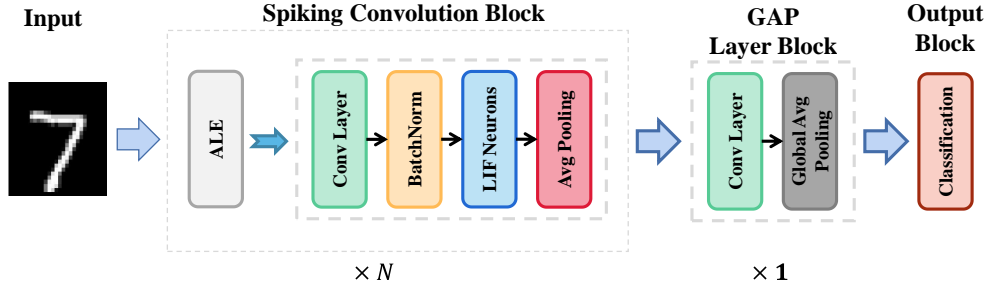 Input
Spiking Convolution Block
GAP
Layer Block
Output
Block
7
ALE
Conv Layer
BatchNorm
LIF Neurons
Avg Pooling
Conv Layer
Global Avg
Pooling
Classification
× N
× 1